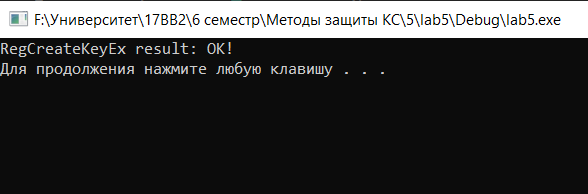 F:\Университет\17ВВ2\6 семестр\Методы защиты КС\5\lab5\Debug\lab5.exe
RegCreateKeyEx result: OK!
Для продолжения нажмите любую клавишу . . .